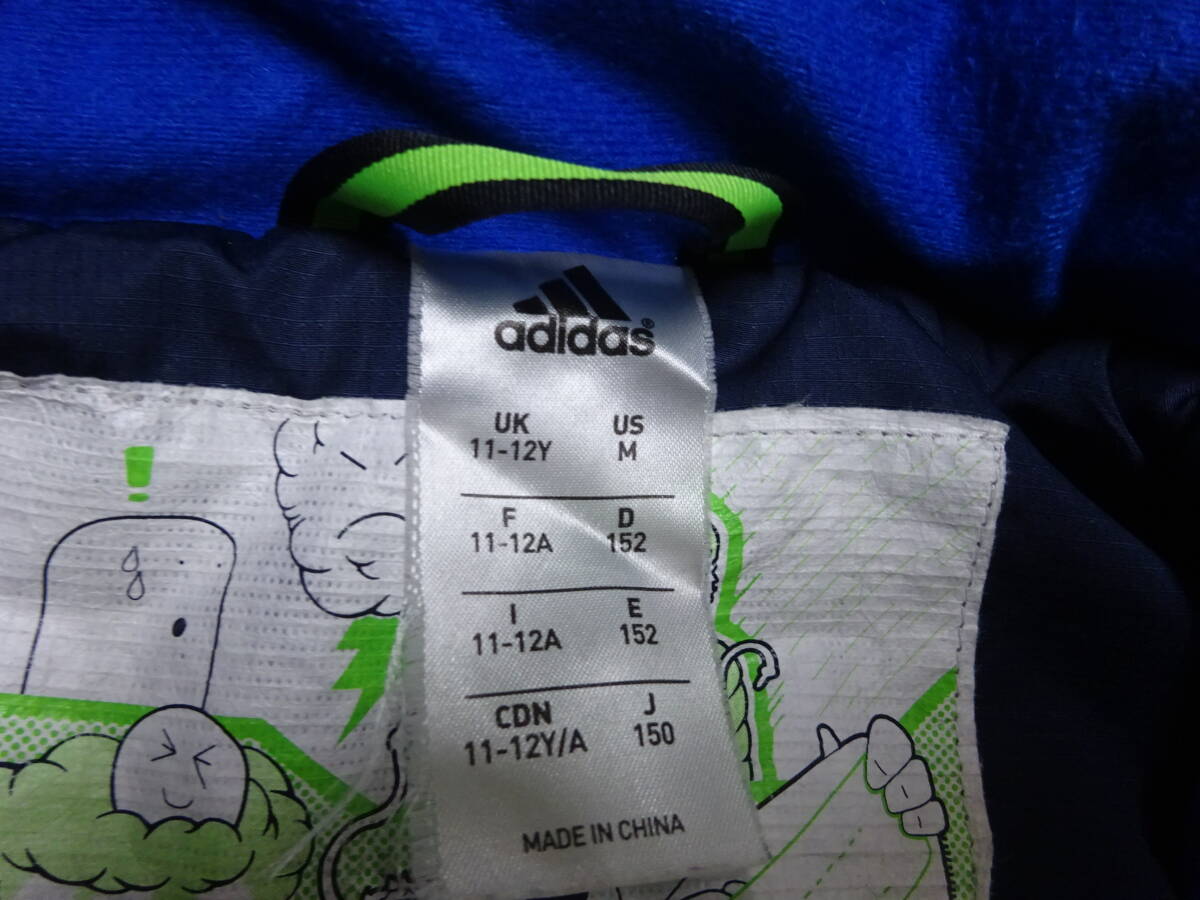 adidas®
UK US
11-12Y M
F D
11-12A 152
I E
11-12A 152
CDN J
11-12Y/A 150
MADE IN CHINA
!